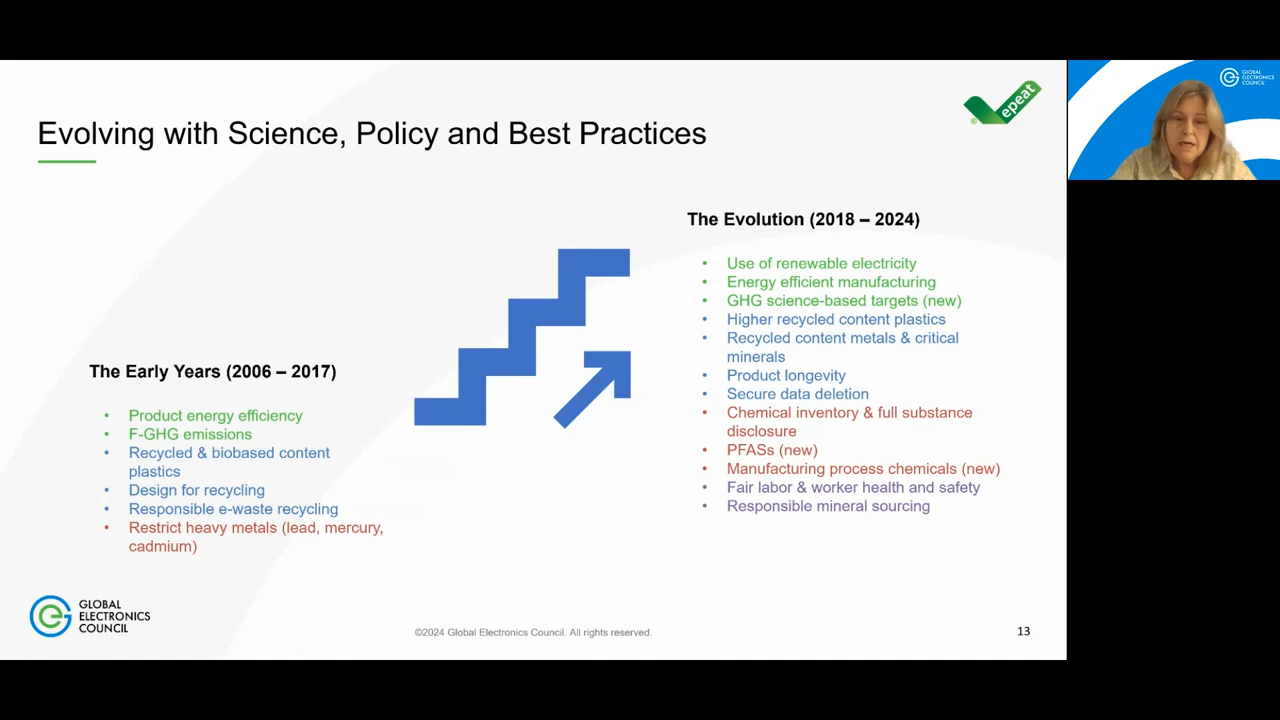 Evolving with Science, Policy and Best Practices
epeat
®
GLOBAL
ELECTRONICS
COUNCIL
The Early Years (2006 – 2017)
• Product energy efficiency
• F-GHG emissions
• Recycled & biobased content
plastics
• Design for recycling
• Responsible e-waste recycling
• Restrict heavy metals (lead, mercury,
cadmium)
The Evolution (2018 – 2024)
• Use of renewable electricity
• Energy efficient manufacturing
• GHG science-based targets (new)
• Higher recycled content plastics
• Recycled content metals & critical
minerals
• Product longevity
• Secure data deletion
• Chemical inventory & full substance
disclosure
• PFASs (new)
• Manufacturing process chemicals (new)
• Fair labor & worker health and safety
• Responsible mineral sourcing
GLOBAL
ELECTRONICS
COUNCIL
©2024 Global Electronics Council. All rights reserved.
13